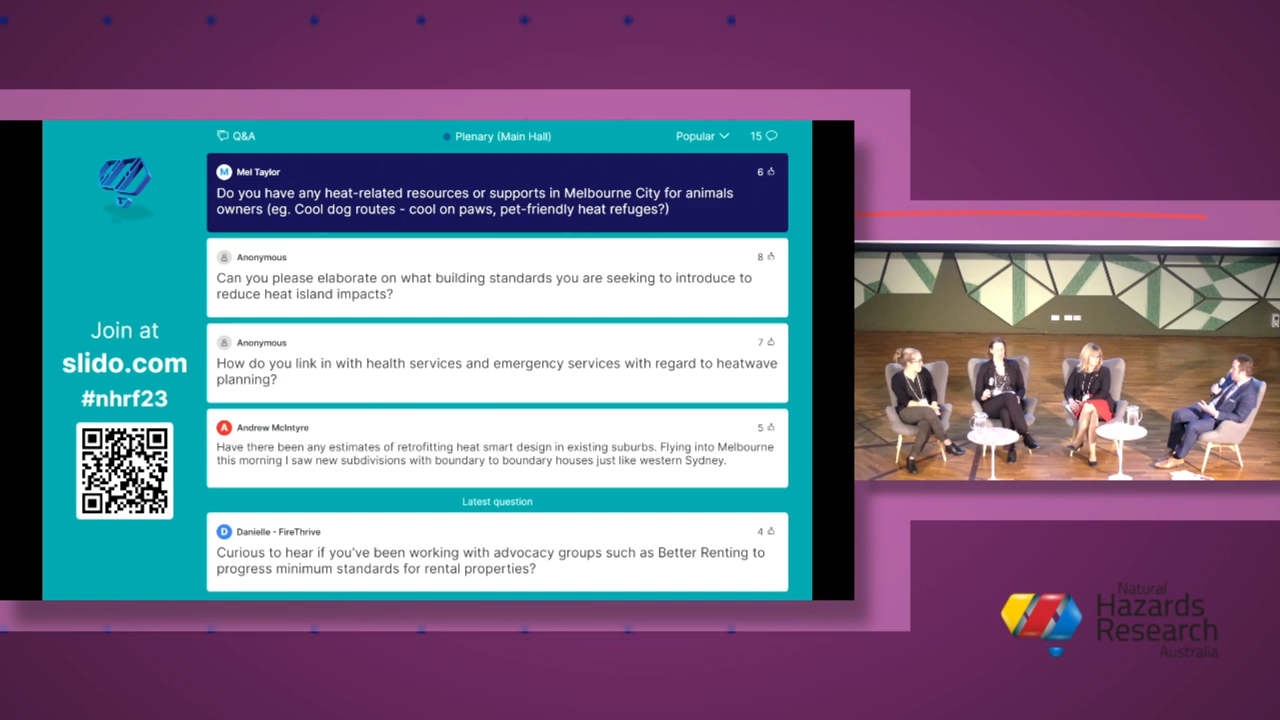 Q&A
Plenary (Main Hall)
Popular
15
M Mel Taylor
6
Do you have any heat-related resources or supports in Melbourne City for animals
owners (eg. Cool dog routes - cool on paws, pet-friendly heat refuges?)
Anonymous
8
Can you please elaborate on what building standards you are seeking to introduce to
reduce heat island impacts?
Anonymous
7
How do you link in with health services and emergency services with regard to heatwave
planning?
A Andrew McIntyre
5
Have there been any estimates of retrofitting heat smart design in existing suburbs. Flying into Melbourne
this morning I saw new subdivisions with boundary to boundary houses just like western Sydney.
Latest question
D Danielle - FireThrive
4
Curious to hear if you've been working with advocacy groups such as Better Renting to
progress minimum standards for rental properties?
Join at
slido.com
#nhrf23
Natural
Hazards
Research
Australia